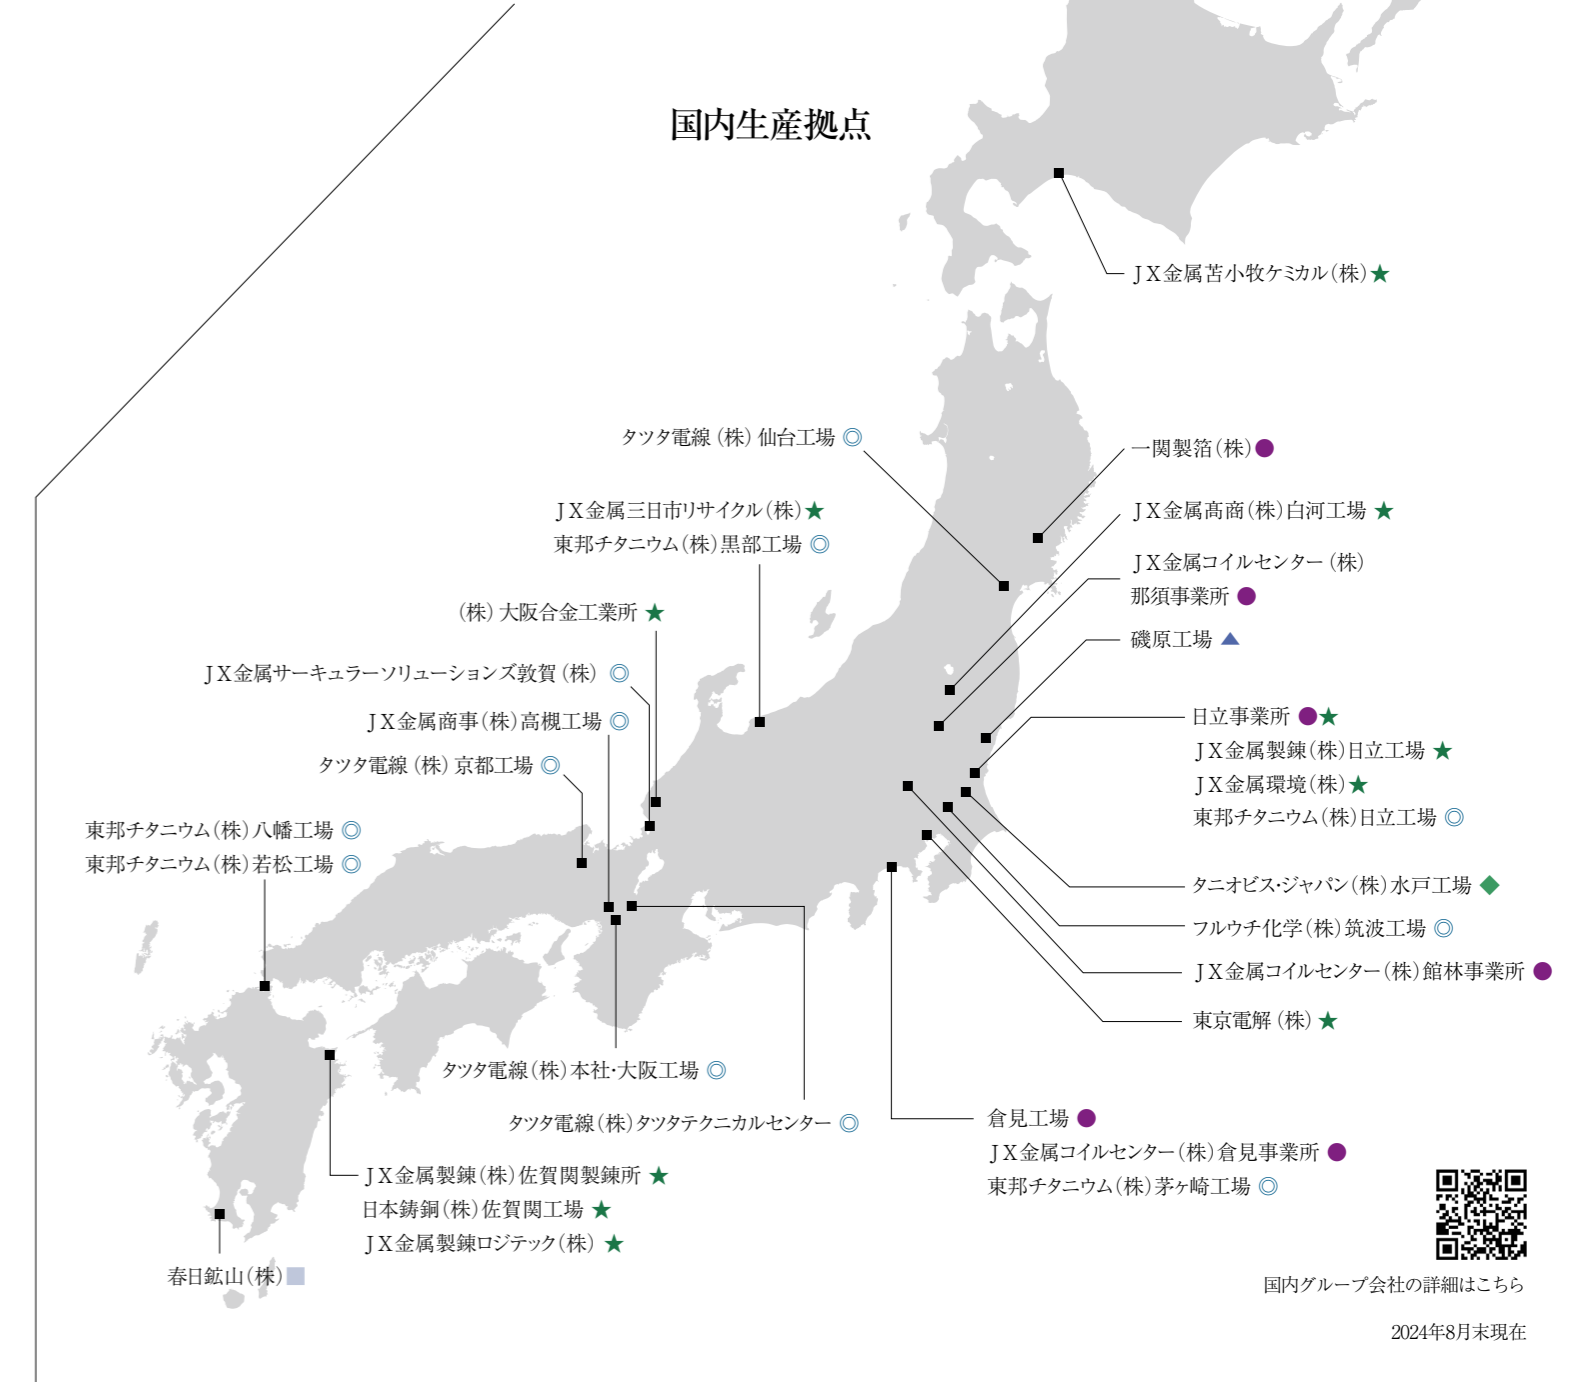 国内生産拠点
JX金属苫小牧ケミカル(株)★
タツタ電線(株)仙台工場◎
一関製箔(株)●
JX金属三日市リサイクル(株)★
東邦チタニウム(株)黒部工場◎
JX金属髙商(株)白河工場★
JX金属コイルセンター(株)
那須事業所●
(株)大阪合金工業所★
磯原工場▲
JX金属サーキュラーソリューションズ敦賀(株)◎
JX金属商事(株)高槻工場◎
タツタ電線(株)京都工場◎
日立事業所●★
JX金属製錬(株)日立工場★
JX金属環境(株)★
東邦チタニウム(株)日立工場◎
東邦チタニウム(株)八幡工場◎
東邦チタニウム(株)若松工場◎
タニオビス・ジャパン(株)水戸工場◆
フルウチ化学(株)筑波工場◎
JX金属コイルセンター(株)館林事業所●
東京電解(株)★
タツタ電線(株)本社・大阪工場◎
タツタ電線(株)タツタテクニカルセンター◎
倉見工場●
JX金属コイルセンター(株)倉見事業所●
東邦チタニウム(株)茅ヶ崎工場◎
JX金属製錬(株)佐賀関製錬所★
日本鋳銅(株)佐賀関工場★
JX金属製錬ロジテック(株)★
春日鉱山(株)■
国内グループ会社の詳細はこちら
2024年8月末現在